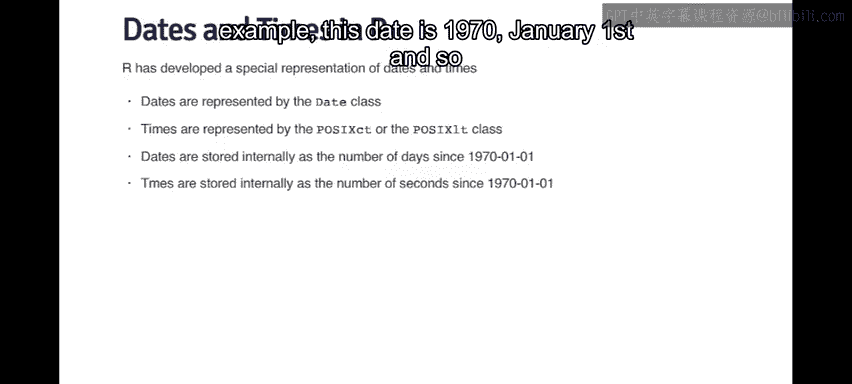 Dates and Times in R
example, this date is 1970, January 1st
and so
R has developed a special representation of dates and times
· Dates are represented by the Date class
· Times are represented by the POSIXct or the POSIXlt class
· Dates are stored internally as the number of days since 1970-01-01
· Tmes are stored internally as the number of seconds since 1970-01-01